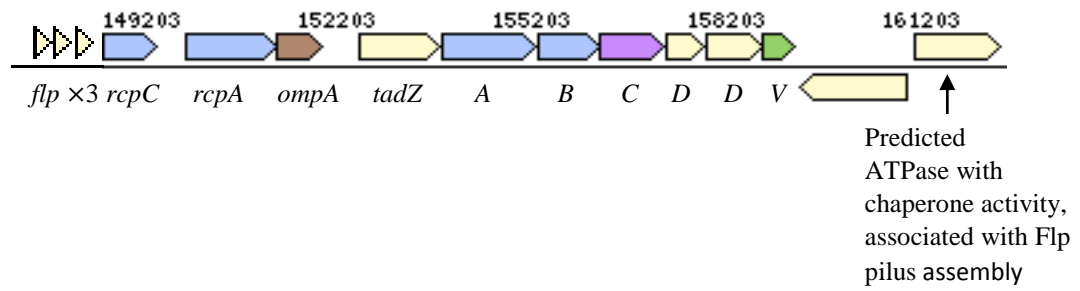 149203 152203 155203 158203 161203
flp ×3 rcpC rcpA ompA tadZ A B C D D V
Predicted
ATPase with
chaperone activity,
associated with Flp
pilus assembly